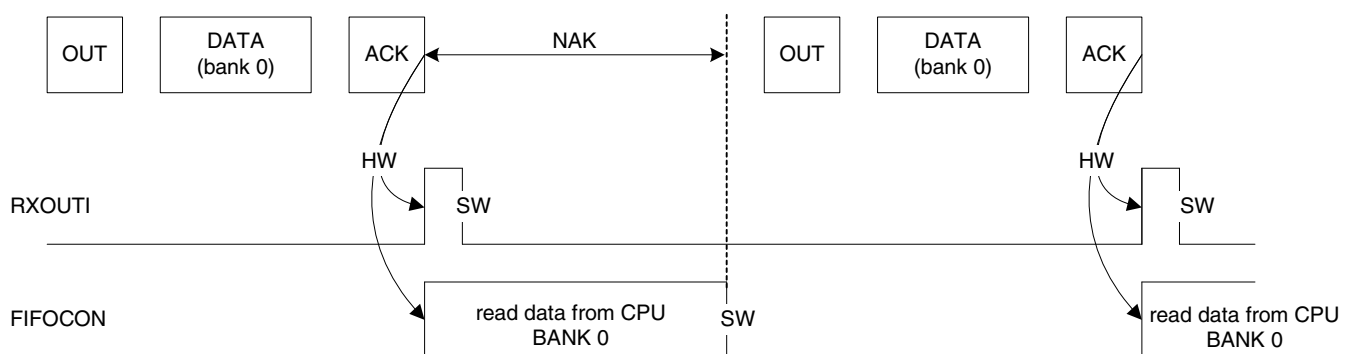 OUT
DATA
(bank 0)
ACK
NAK
OUT
DATA
(bank 0)
ACK
HW
HW
RXOUTI
SW
SW
FIFOCON
read data from CPU
BANK 0
SW
read data from CPU
BANK 0